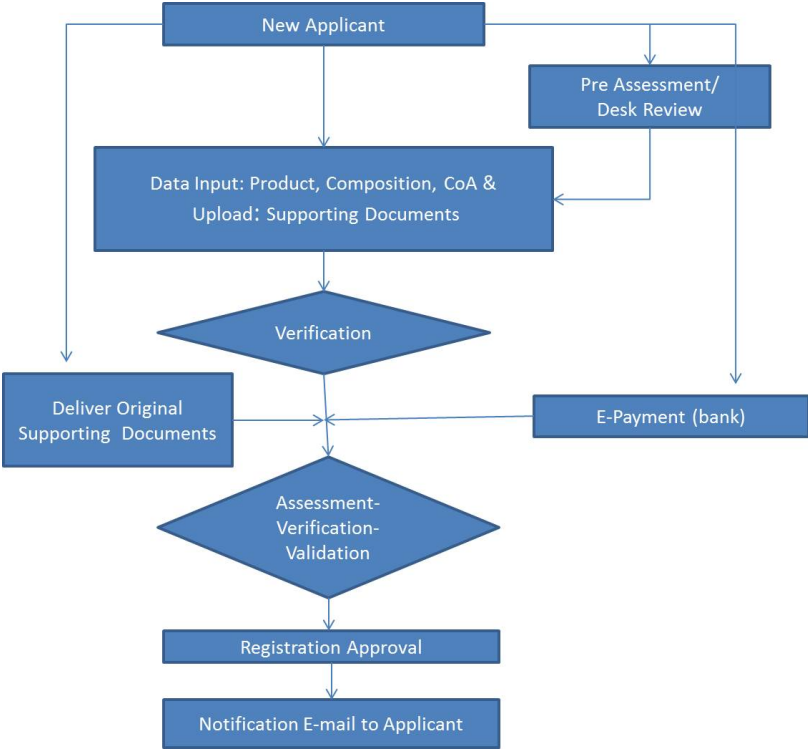 New Applicant
Pre Assessment/
Desk Review
Data Input: Product, Composition, CoA &
Upload: Supporting Documents
Verification
Deliver Original
Supporting Documents
E-Payment (bank)
Assessment-
Verification-
Validation
Registration Approval
Notification E-mail to Applicant